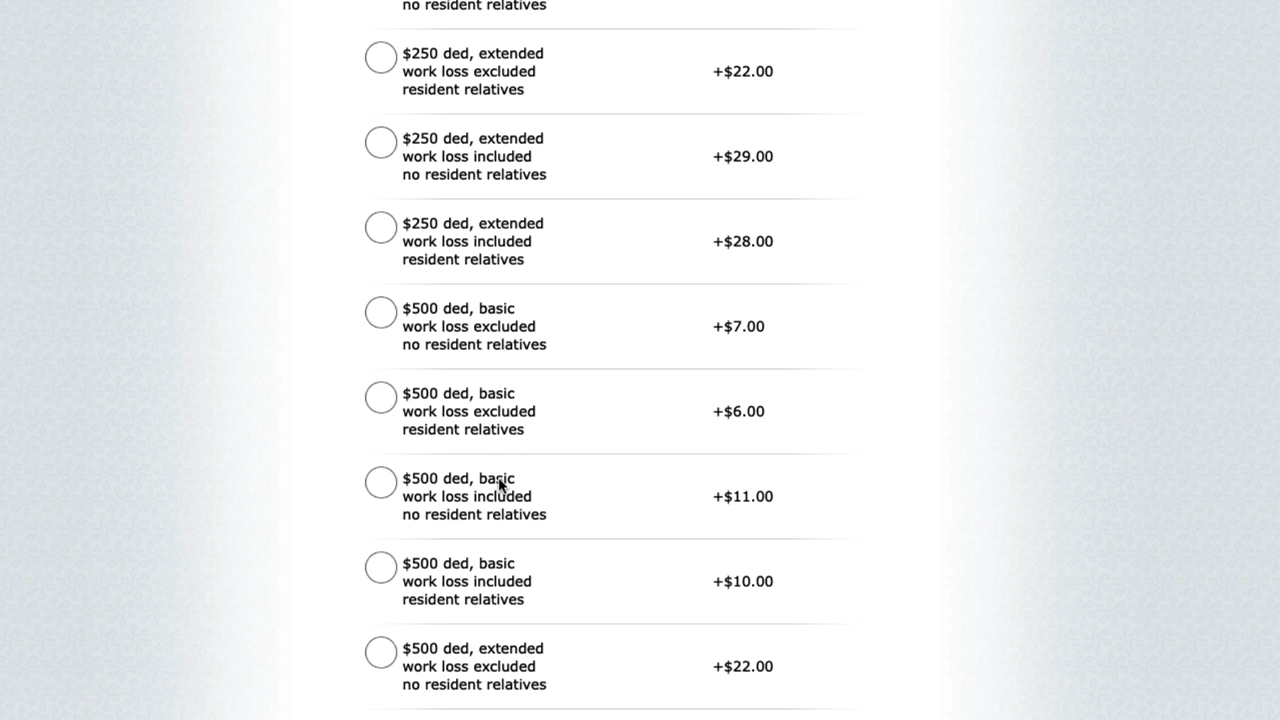 no resident relatives
$250 ded, extended
work loss excluded
resident relatives
+$22.00
$250 ded, extended
work loss included
no resident relatives
+$29.00
$250 ded, extended
work loss included
resident relatives
+$28.00
$500 ded, basic
work loss excluded
no resident relatives
+$7.00
$500 ded, basic
work loss excluded
resident relatives
+$6.00
$500 ded, basic
work loss included
no resident relatives
+$11.00
$500 ded, basic
work loss included
resident relatives
+$10.00
$500 ded, extended
work loss excluded
no resident relatives
+$22.00